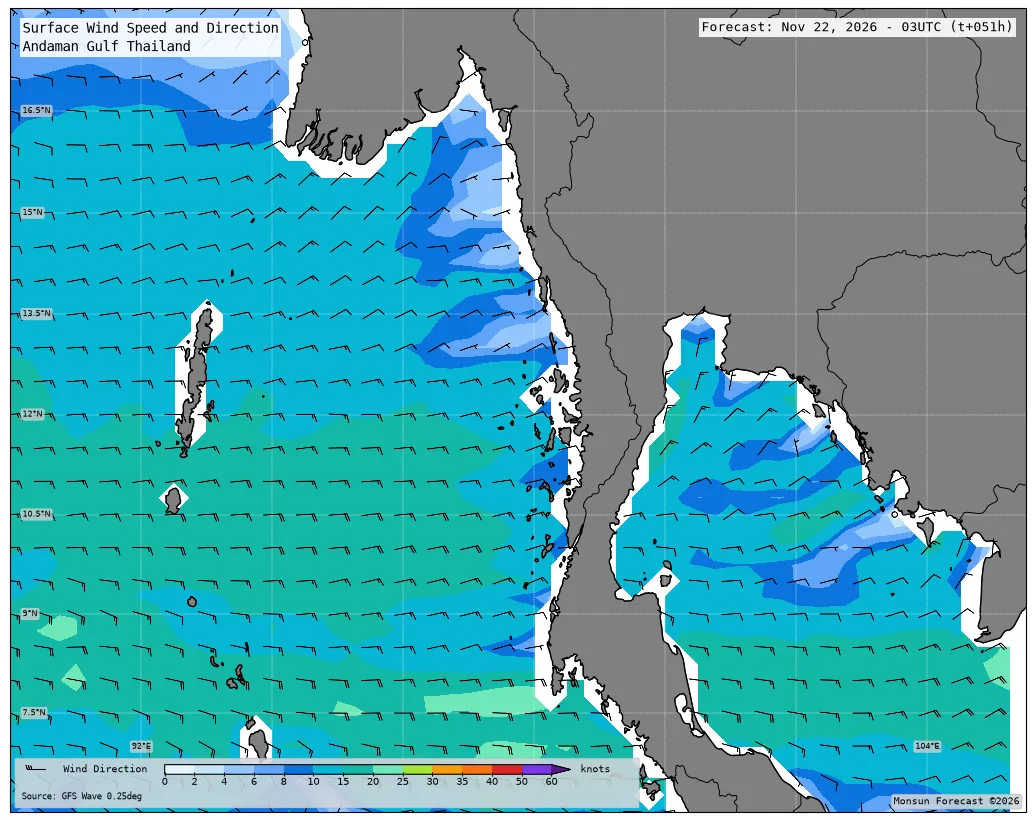 Surface Wind Speed and Direction
Andaman Gulf Thailand
Forecast: Nov 22, 2026 - 03UTC (t+051h)
16.5°N
15°N
13.5°N
12°N
10.5°N
9°N
7.5°N
92°E
104°E
Wind Direction
knots
0 2 4 6 8 10 15 20 25 30 35 40 50 60
Source: GFS Wave 0.25deg
Monsun Forecast ©2026